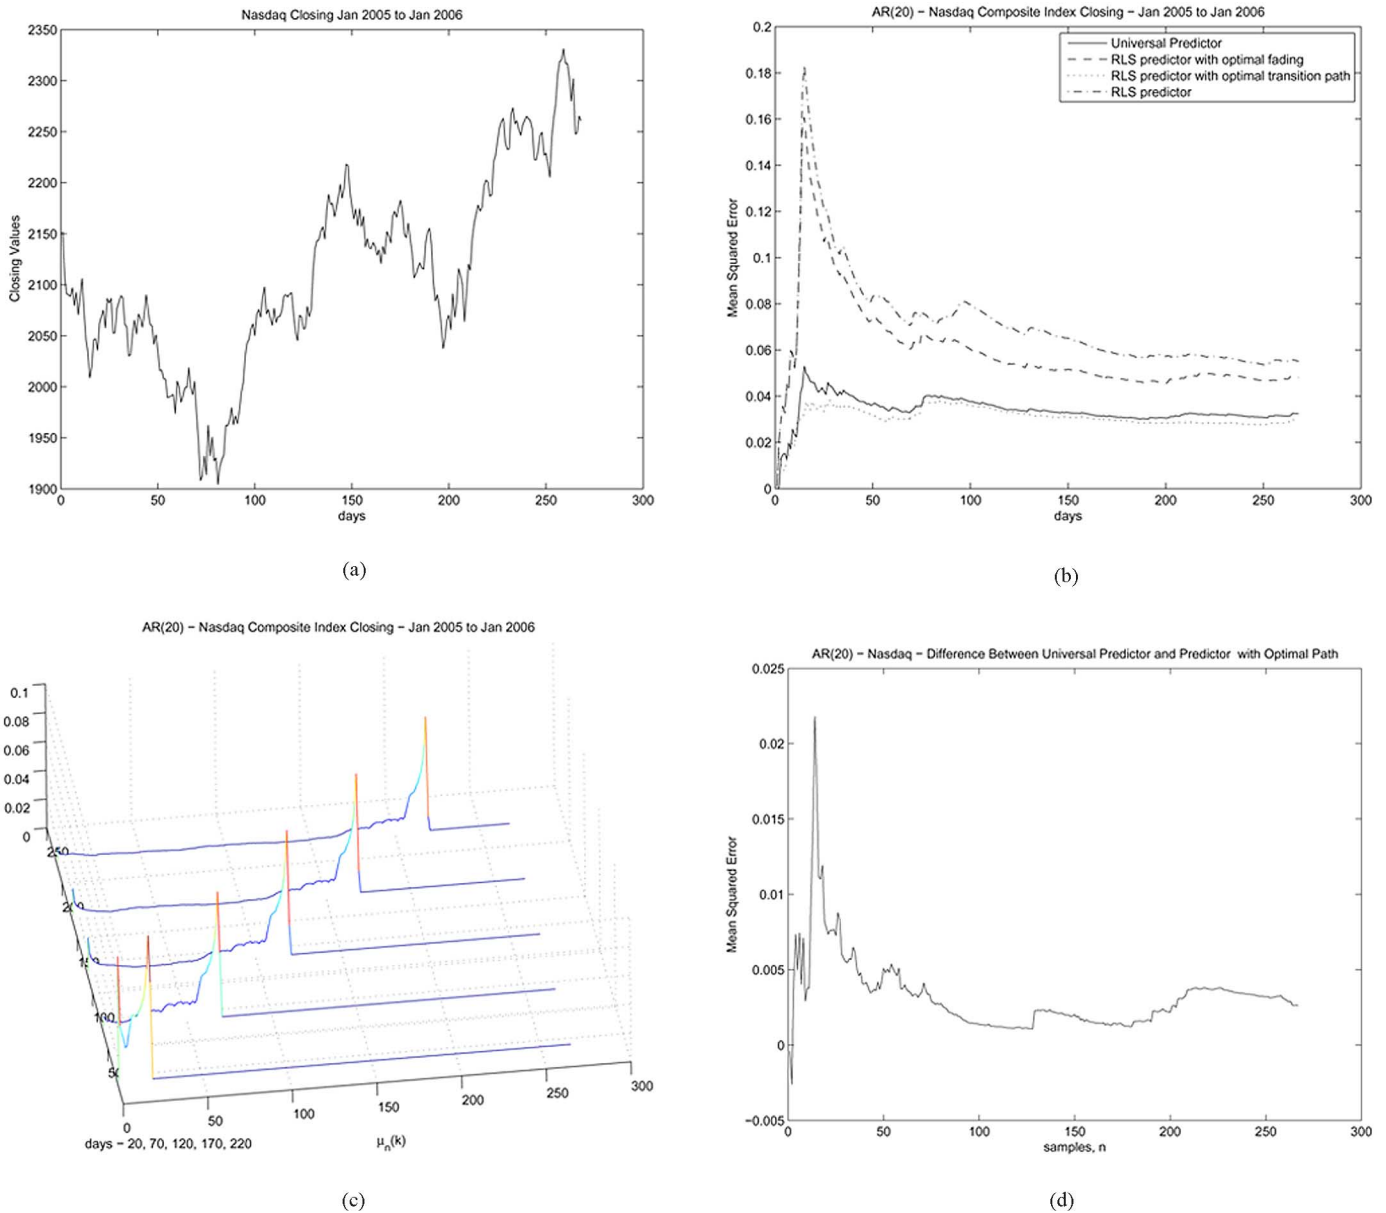 Nasdaq Closing Jan 2005 to Jan 2006
2350
2300
2250
2200
2150
2100
2050
2000
1950
1900
Closing Values
0 50 100 150 200 250 300
days
(a)
AR(20) − Nasdaq Composite Index Closing − Jan 2005 to Jan 2006
Universal Predictor
RLS predictor with optimal fading
RLS predictor with optimal transition path
RLS predictor
0.2
0.18
0.16
0.14
0.12
0.1
0.08
0.06
0.04
0.02
0
Mean Squared Error
0 50 100 150 200 250 300
days
(b)
AR(20) − Nasdaq Composite Index Closing − Jan 2005 to Jan 2006
0.1
0.08
0.06
0.04
0.02
0
250
200
150
100
50
0 50 100 150 200 250 300
days − 20, 70, 120, 170, 220
μn(k)
(c)
AR(20) − Nasdaq − Difference Between Universal Predictor and Predictor with Optimal Path
0.025
0.02
0.015
0.01
0.005
0
−0.005
Mean Squared Error
0 50 100 150 200 250 300
samples, n
(d)